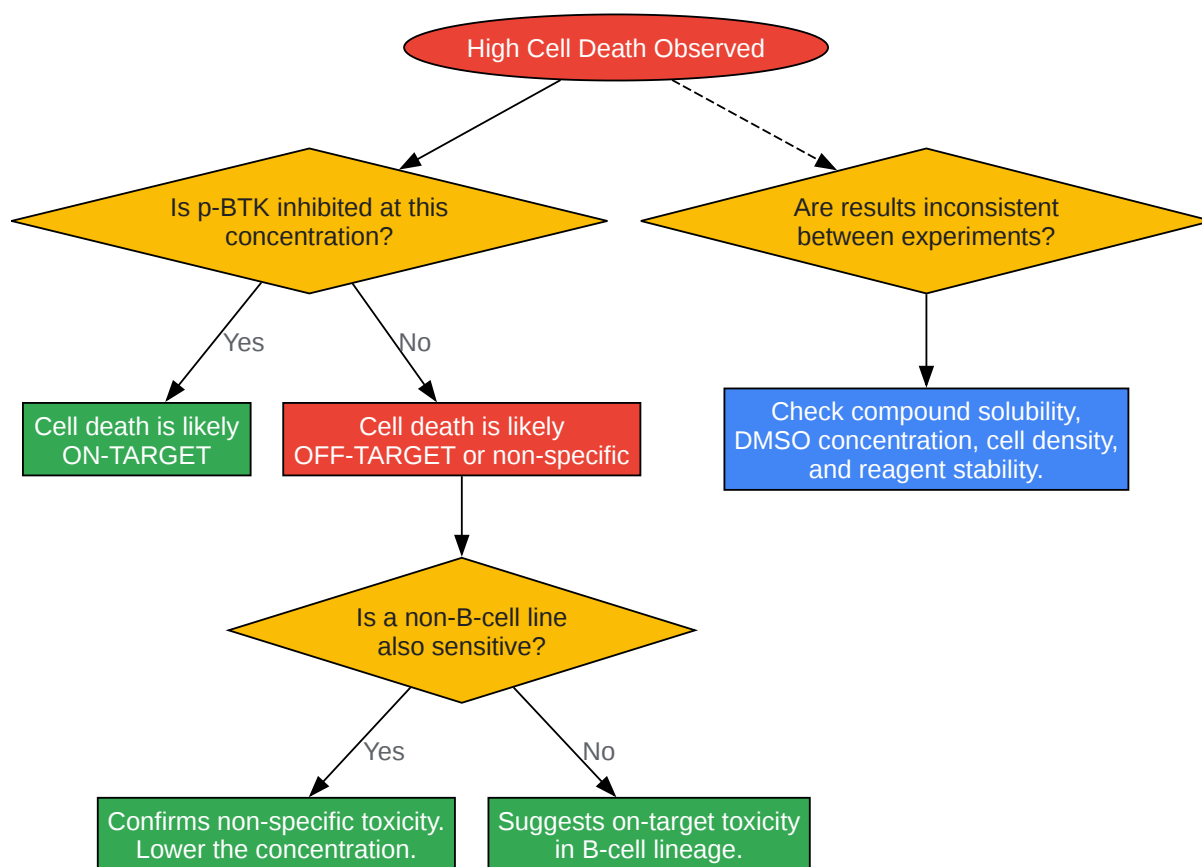 High Cell Death Observed
Is p-BTK inhibited at this
concentration?
Are results inconsistent
between experiments?
Yes
No
Cell death is likely
ON-TARGET
Cell death is likely
OFF-TARGET or non-specific
Check compound solubility,
DMSO concentration, cell density,
and reagent stability.
Is a non-B-cell line
also sensitive?
Yes
No
Confirms non-specific toxicity.
Lower the concentration.
Suggests on-target toxicity
in B-cell lineage.